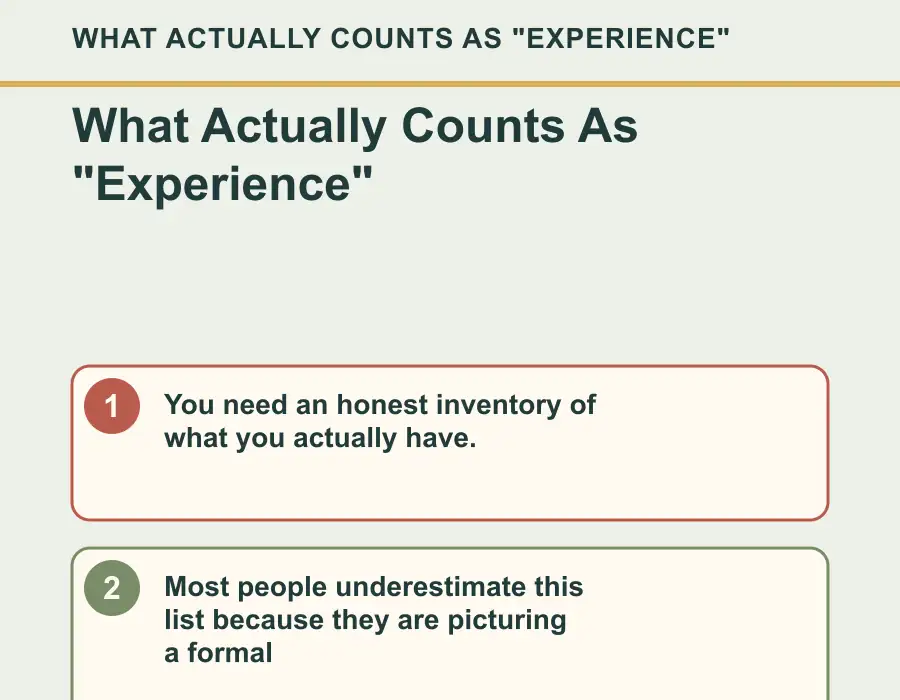 WHAT ACTUALLY COUNTS AS "EXPERIENCE"
What Actually Counts As
"Experience"
1
You need an honest inventory of
what you actually have.
2
Most people underestimate this
list because they are picturing
a formal